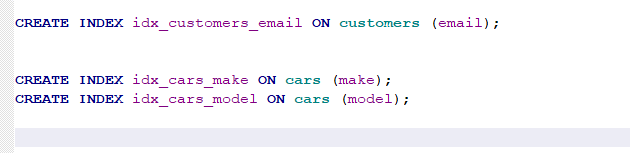 CREATE INDEX idx_customers_email ON customers (email);
CREATE INDEX idx_cars_make ON cars (make);
CREATE INDEX idx_cars_model ON cars (model);